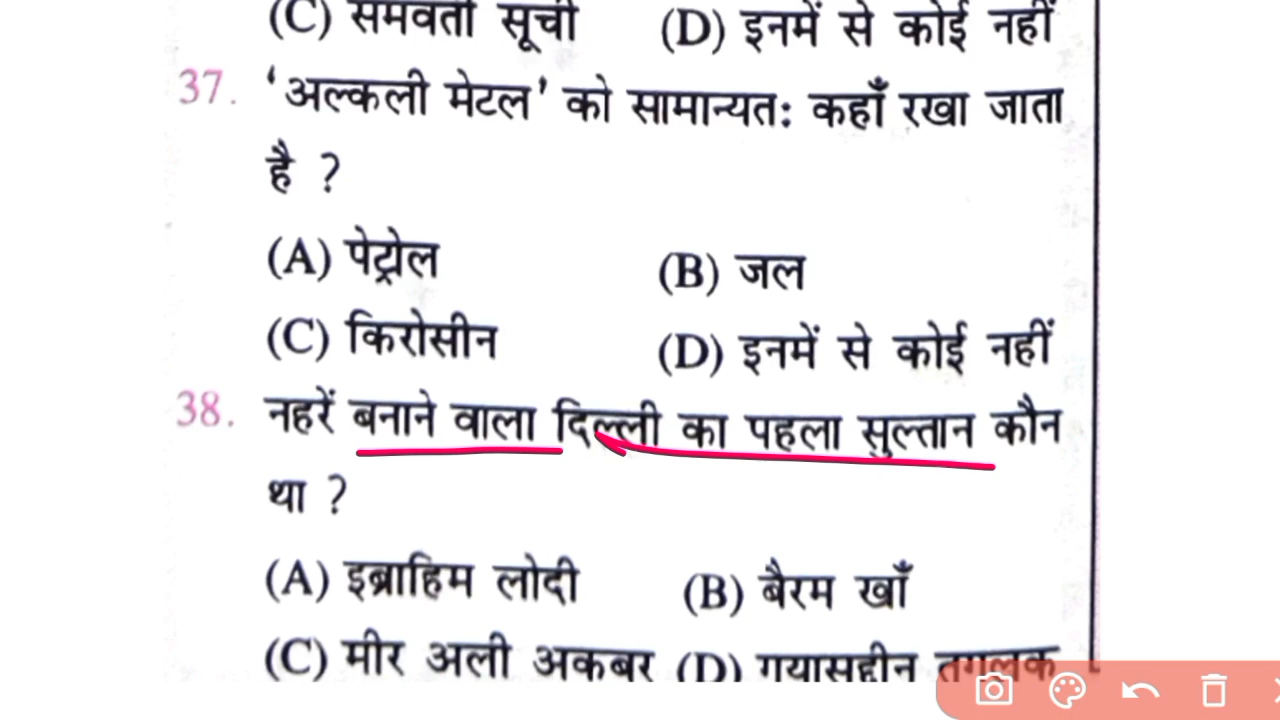 (C) समवर्ती सूची (D) इनमें से कोई नहीं
37. 'अल्कली मेटल' को सामान्यत: कहाँ रखा जाता
है ?
(A) पेट्रोल (B) जल
(C) किरोसीन (D) इनमें से कोई नहीं
38. नहरें बनाने वाला दिल्ली का पहला सुल्तान कौन
था ?
(A) इब्राहिम लोदी (B) बैरम खाँ
(C) मीर अली अकबर (D) गयासुद्दीन तुगलक